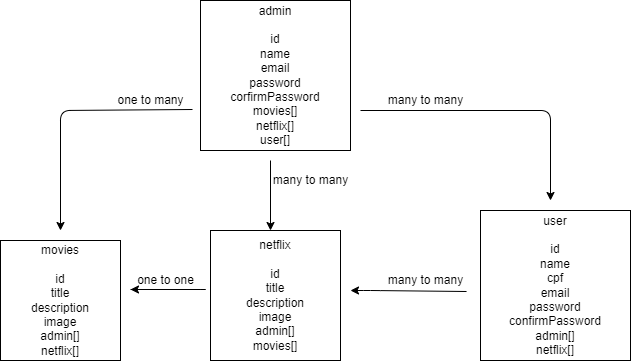 admin
id
name
email
password
corfirmPassword
movies[]
netflix[]
user[]
one to many
many to many
many to many
movies
id
title
description
image
admin[]
netflix[]
one to one
netflix
id
title
description
image
admin[]
movies[]
many to many
user
id
name
cpf
email
password
confirmPassword
admin[]
netflix[]